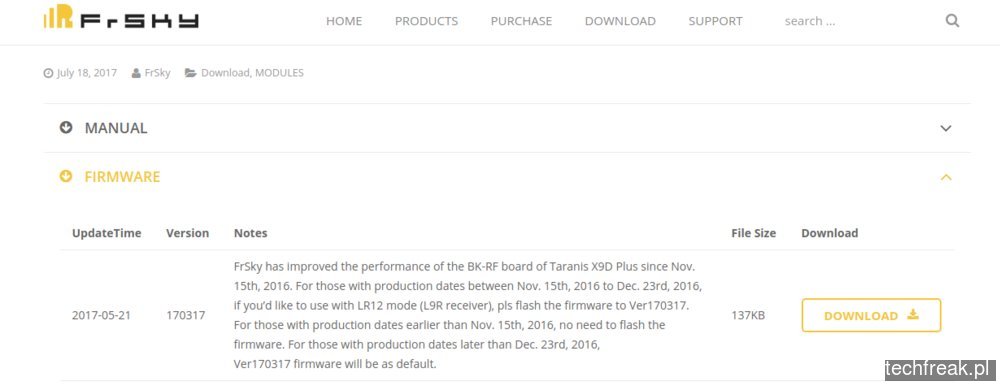 FrSky HOME PRODUCTS PURCHASE DOWNLOAD SUPPORT search ...
July 18, 2017 FrSky Download, MODULES
MANUAL
FIRMWARE
UpdateTime Version Notes File Size Download
FrSky has improved the performance of the BK-RF board of Taranis X9D Plus since Nov.
15th, 2016. For those with production dates between Nov. 15th, 2016 to Dec. 23rd, 2016,
if you'd like to use with LR12 mode (L9R receiver), pls flash the firmware to Ver170317.
2017-05-21 170317 For those with production dates earlier than Nov. 15th, 2016, no need to flash the 137KB DOWNLOAD
firmware. For those with production dates later than Dec. 23rd, 2016,
Ver170317 firmware will be as default.
techfreak.pl